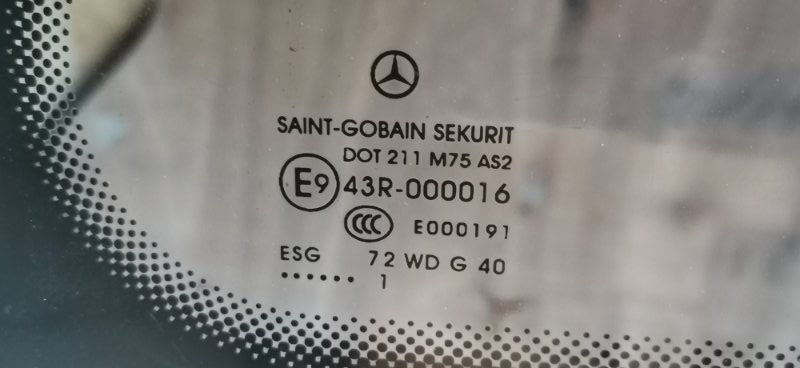 SAINT-GOBAIN SEKURIT
DOT 211 M75 AS2
E9 43R-000016
CCC E000191
ESG 72 WD G 40
...... 1